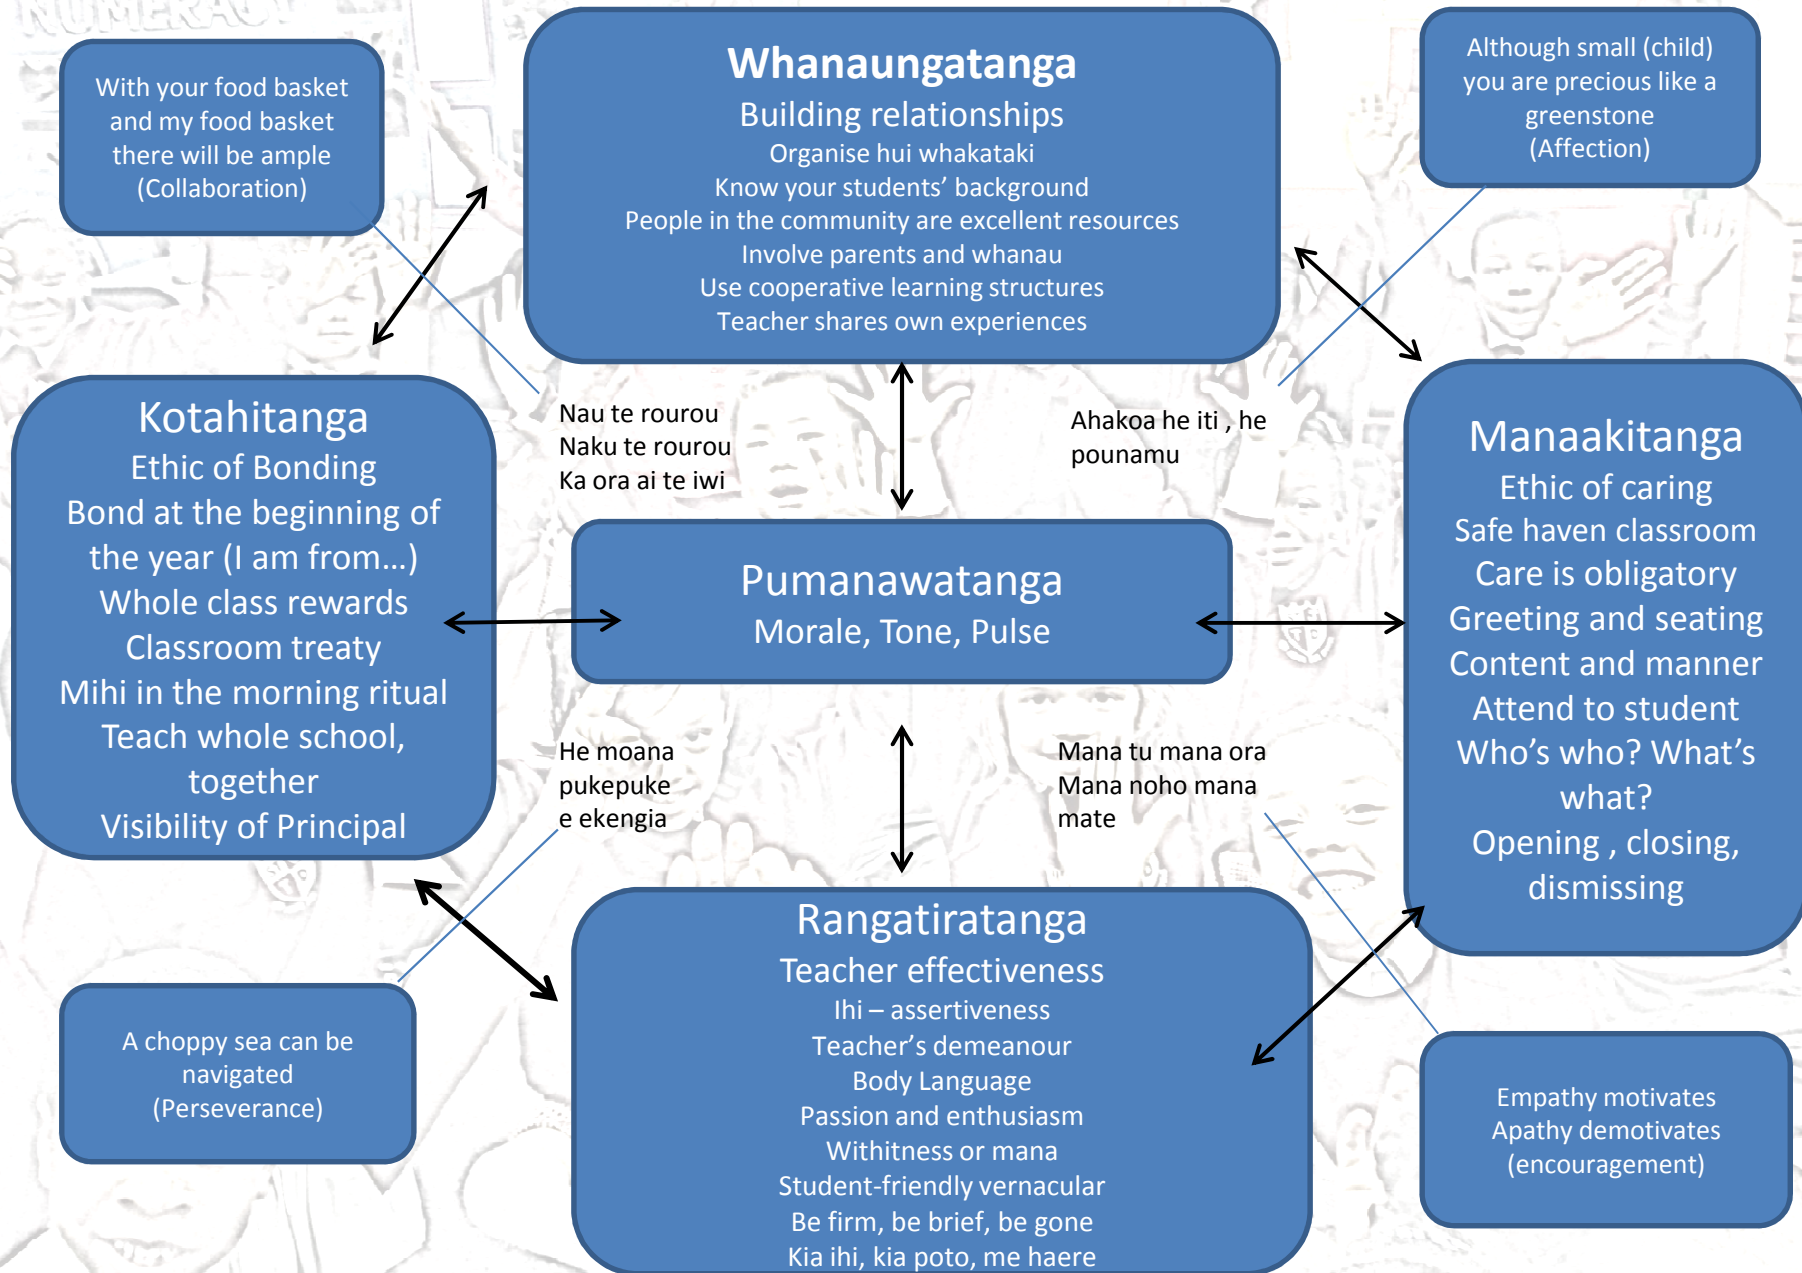 NUMERACY
With your food basket
and my food basket
there will be ample
(Collaboration)
Whanaungatanga
Building relationships
Organise hui whakataki
Know your students’ background
People in the community are excellent resources
Involve parents and whanau
Use cooperative learning structures
Teacher shares own experiences
Although small (child)
you are precious like a
greenstone
(Affection)
Kotahitanga
Ethic of Bonding
Bond at the beginning of
the year (I am from…)
Whole class rewards
Classroom treaty
Mihi in the morning ritual
Teach whole school,
together
Visibility of Principal
Nau te rourou
Naku te rourou
Ka ora ai te iwi
Ahakoa he iti , he
pounamu
Pumanawatanga
Morale, Tone, Pulse
Manaakitanga
Ethic of caring
Safe haven classroom
Care is obligatory
Greeting and seating
Content and manner
Attend to student
Who’s who? What’s
what?
Opening , closing,
dismissing
He moana
pukepuke
e ekengia
Mana tu mana ora
Mana noho mana
mate
Rangatiratanga
Teacher effectiveness
Ihi – assertiveness
Teacher’s demeanour
Body Language
Passion and enthusiasm
Withitness or mana
Student-friendly vernacular
Be firm, be brief, be gone
Kia ihi, kia poto, me haere
A choppy sea can be
navigated
(Perseverance)
Empathy motivates
Apathy demotivates
(encouragement)